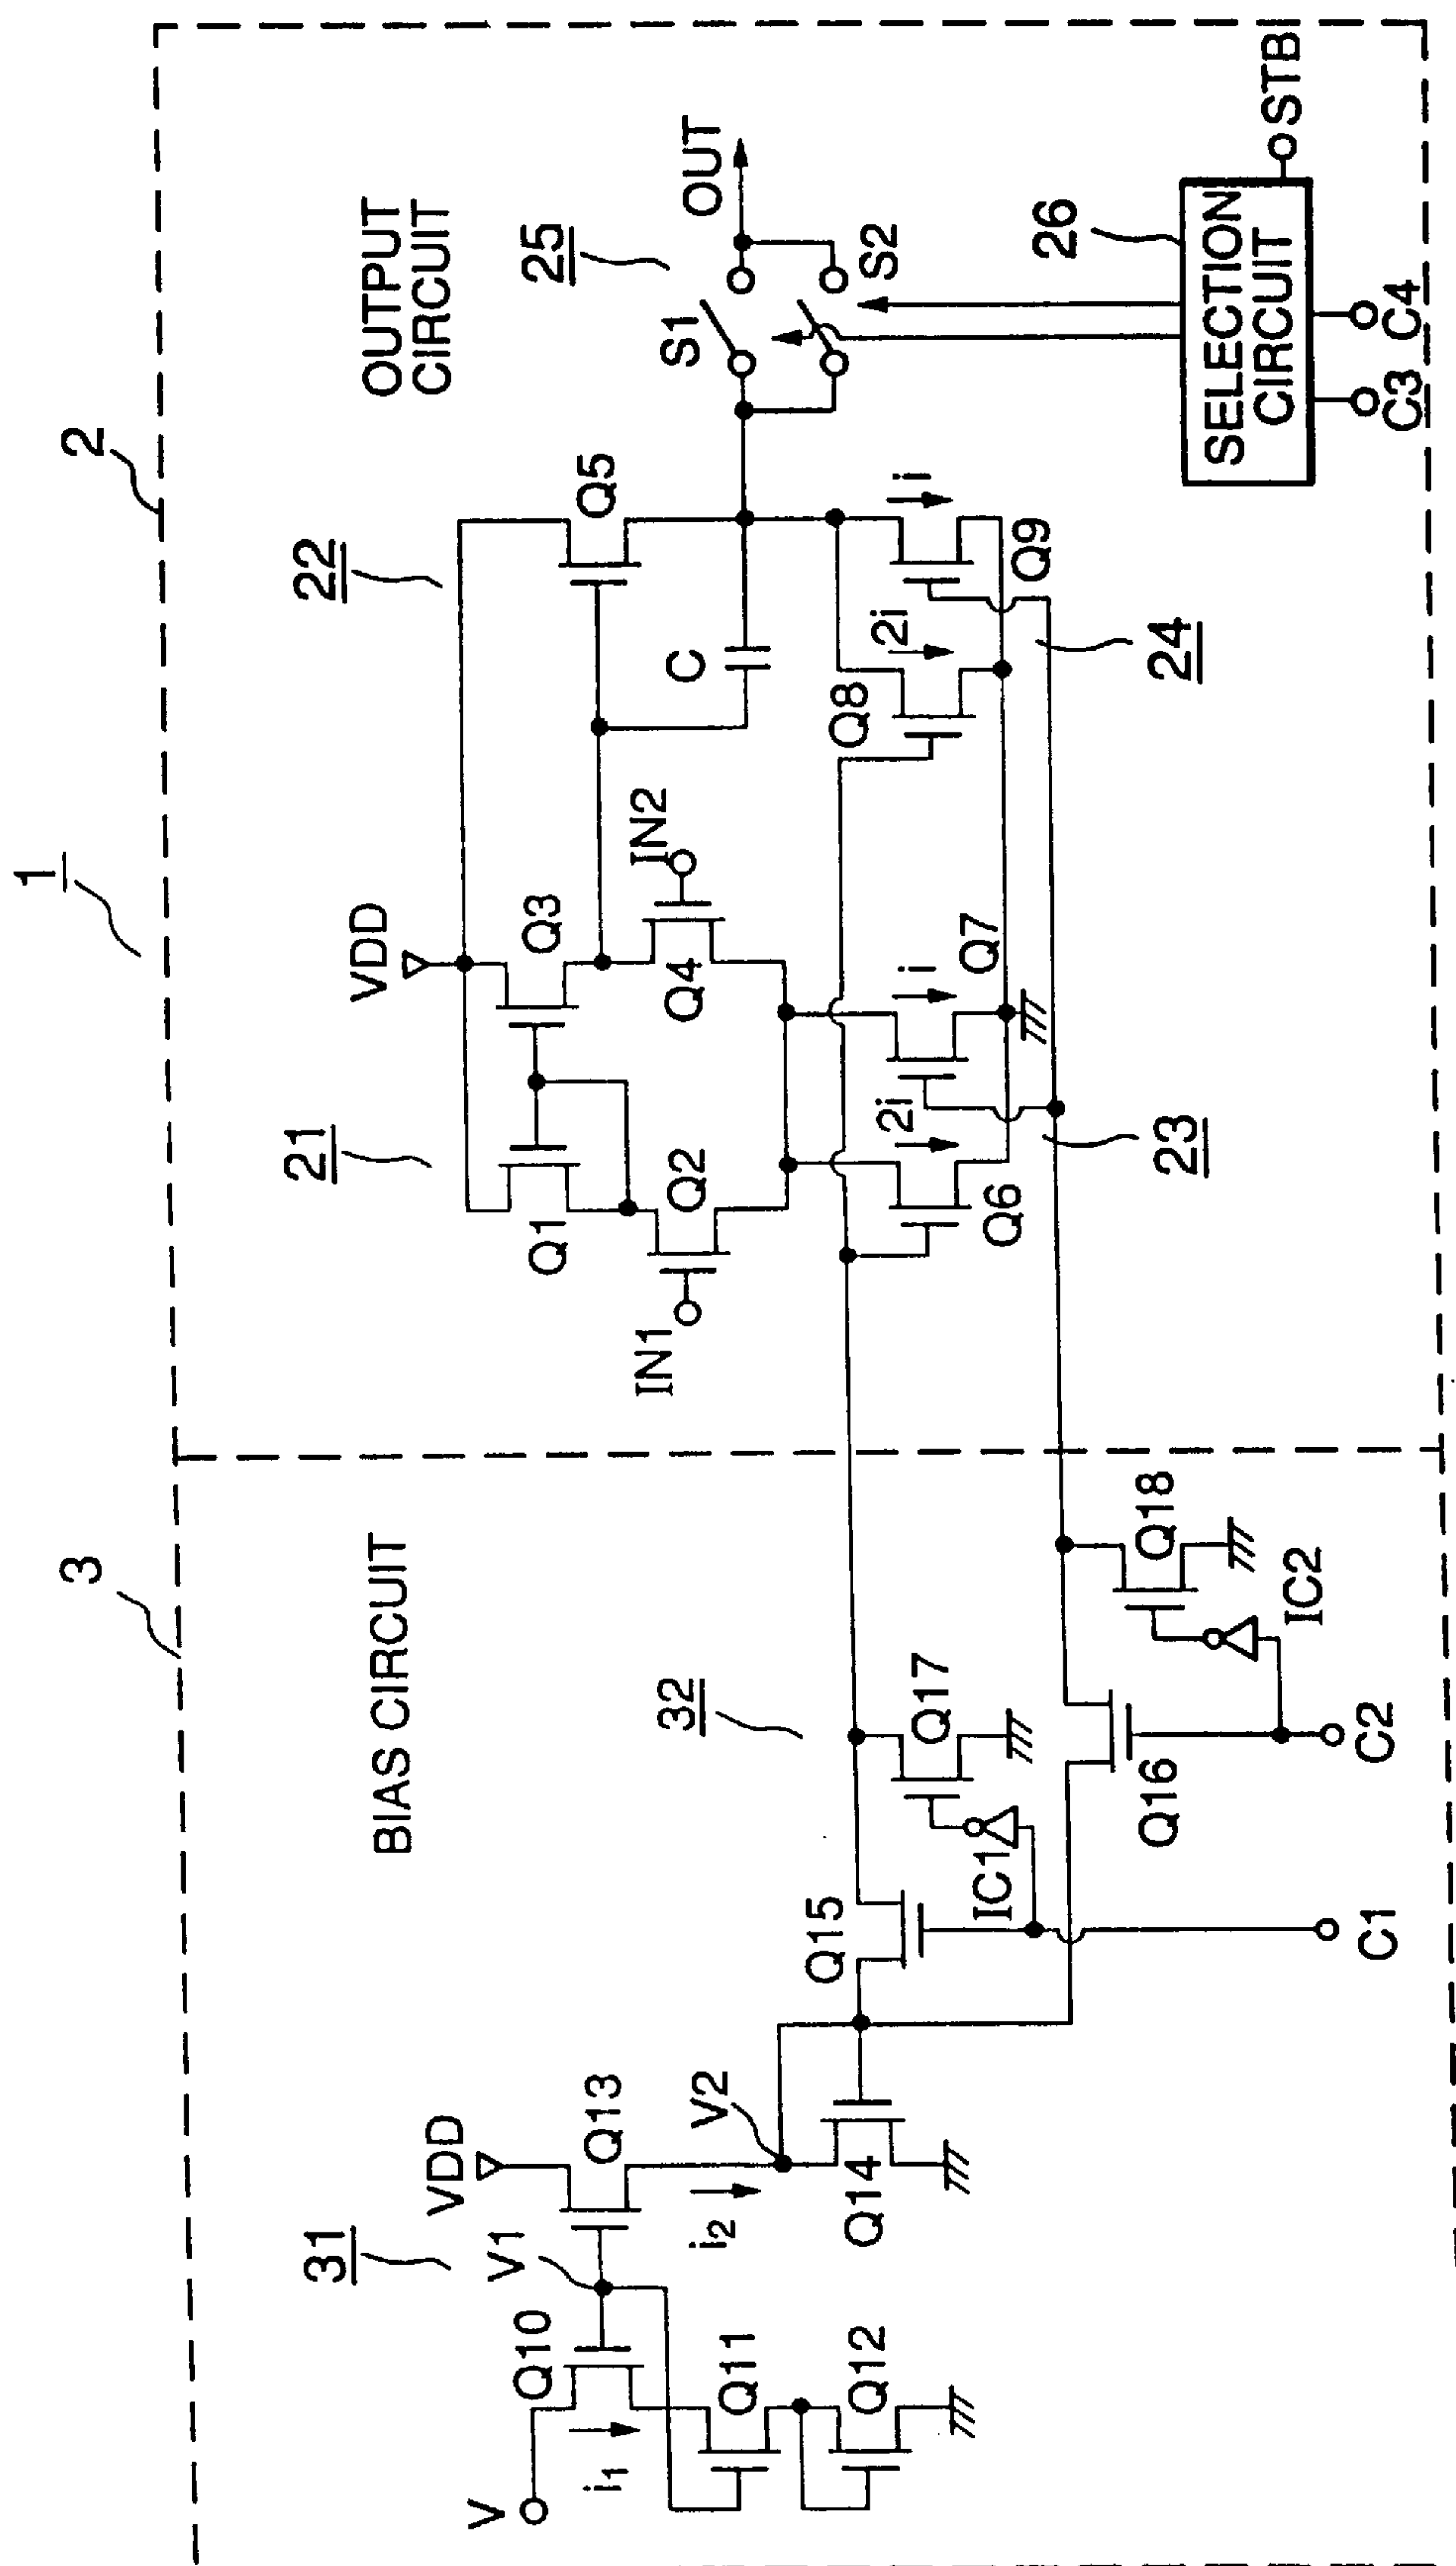 1
3
2
BIAS CIRCUIT
OUTPUT
CIRCUIT
31
VDD
21
VDD
22
25
V
Q10
V1
Q13
i1
i2
V2
Q11
Q12
Q14
32
Q15
Q17
IC1
Q16
Q18
IC2
C1
C2
Q1
Q3
Q5
IN1
Q2
Q4
IN2
C
S1
OUT
S2
2i
i
2i
i
Q6
Q7
Q8
Q9
23
24
26
SELECTION
CIRCUIT
STB
C3
C4